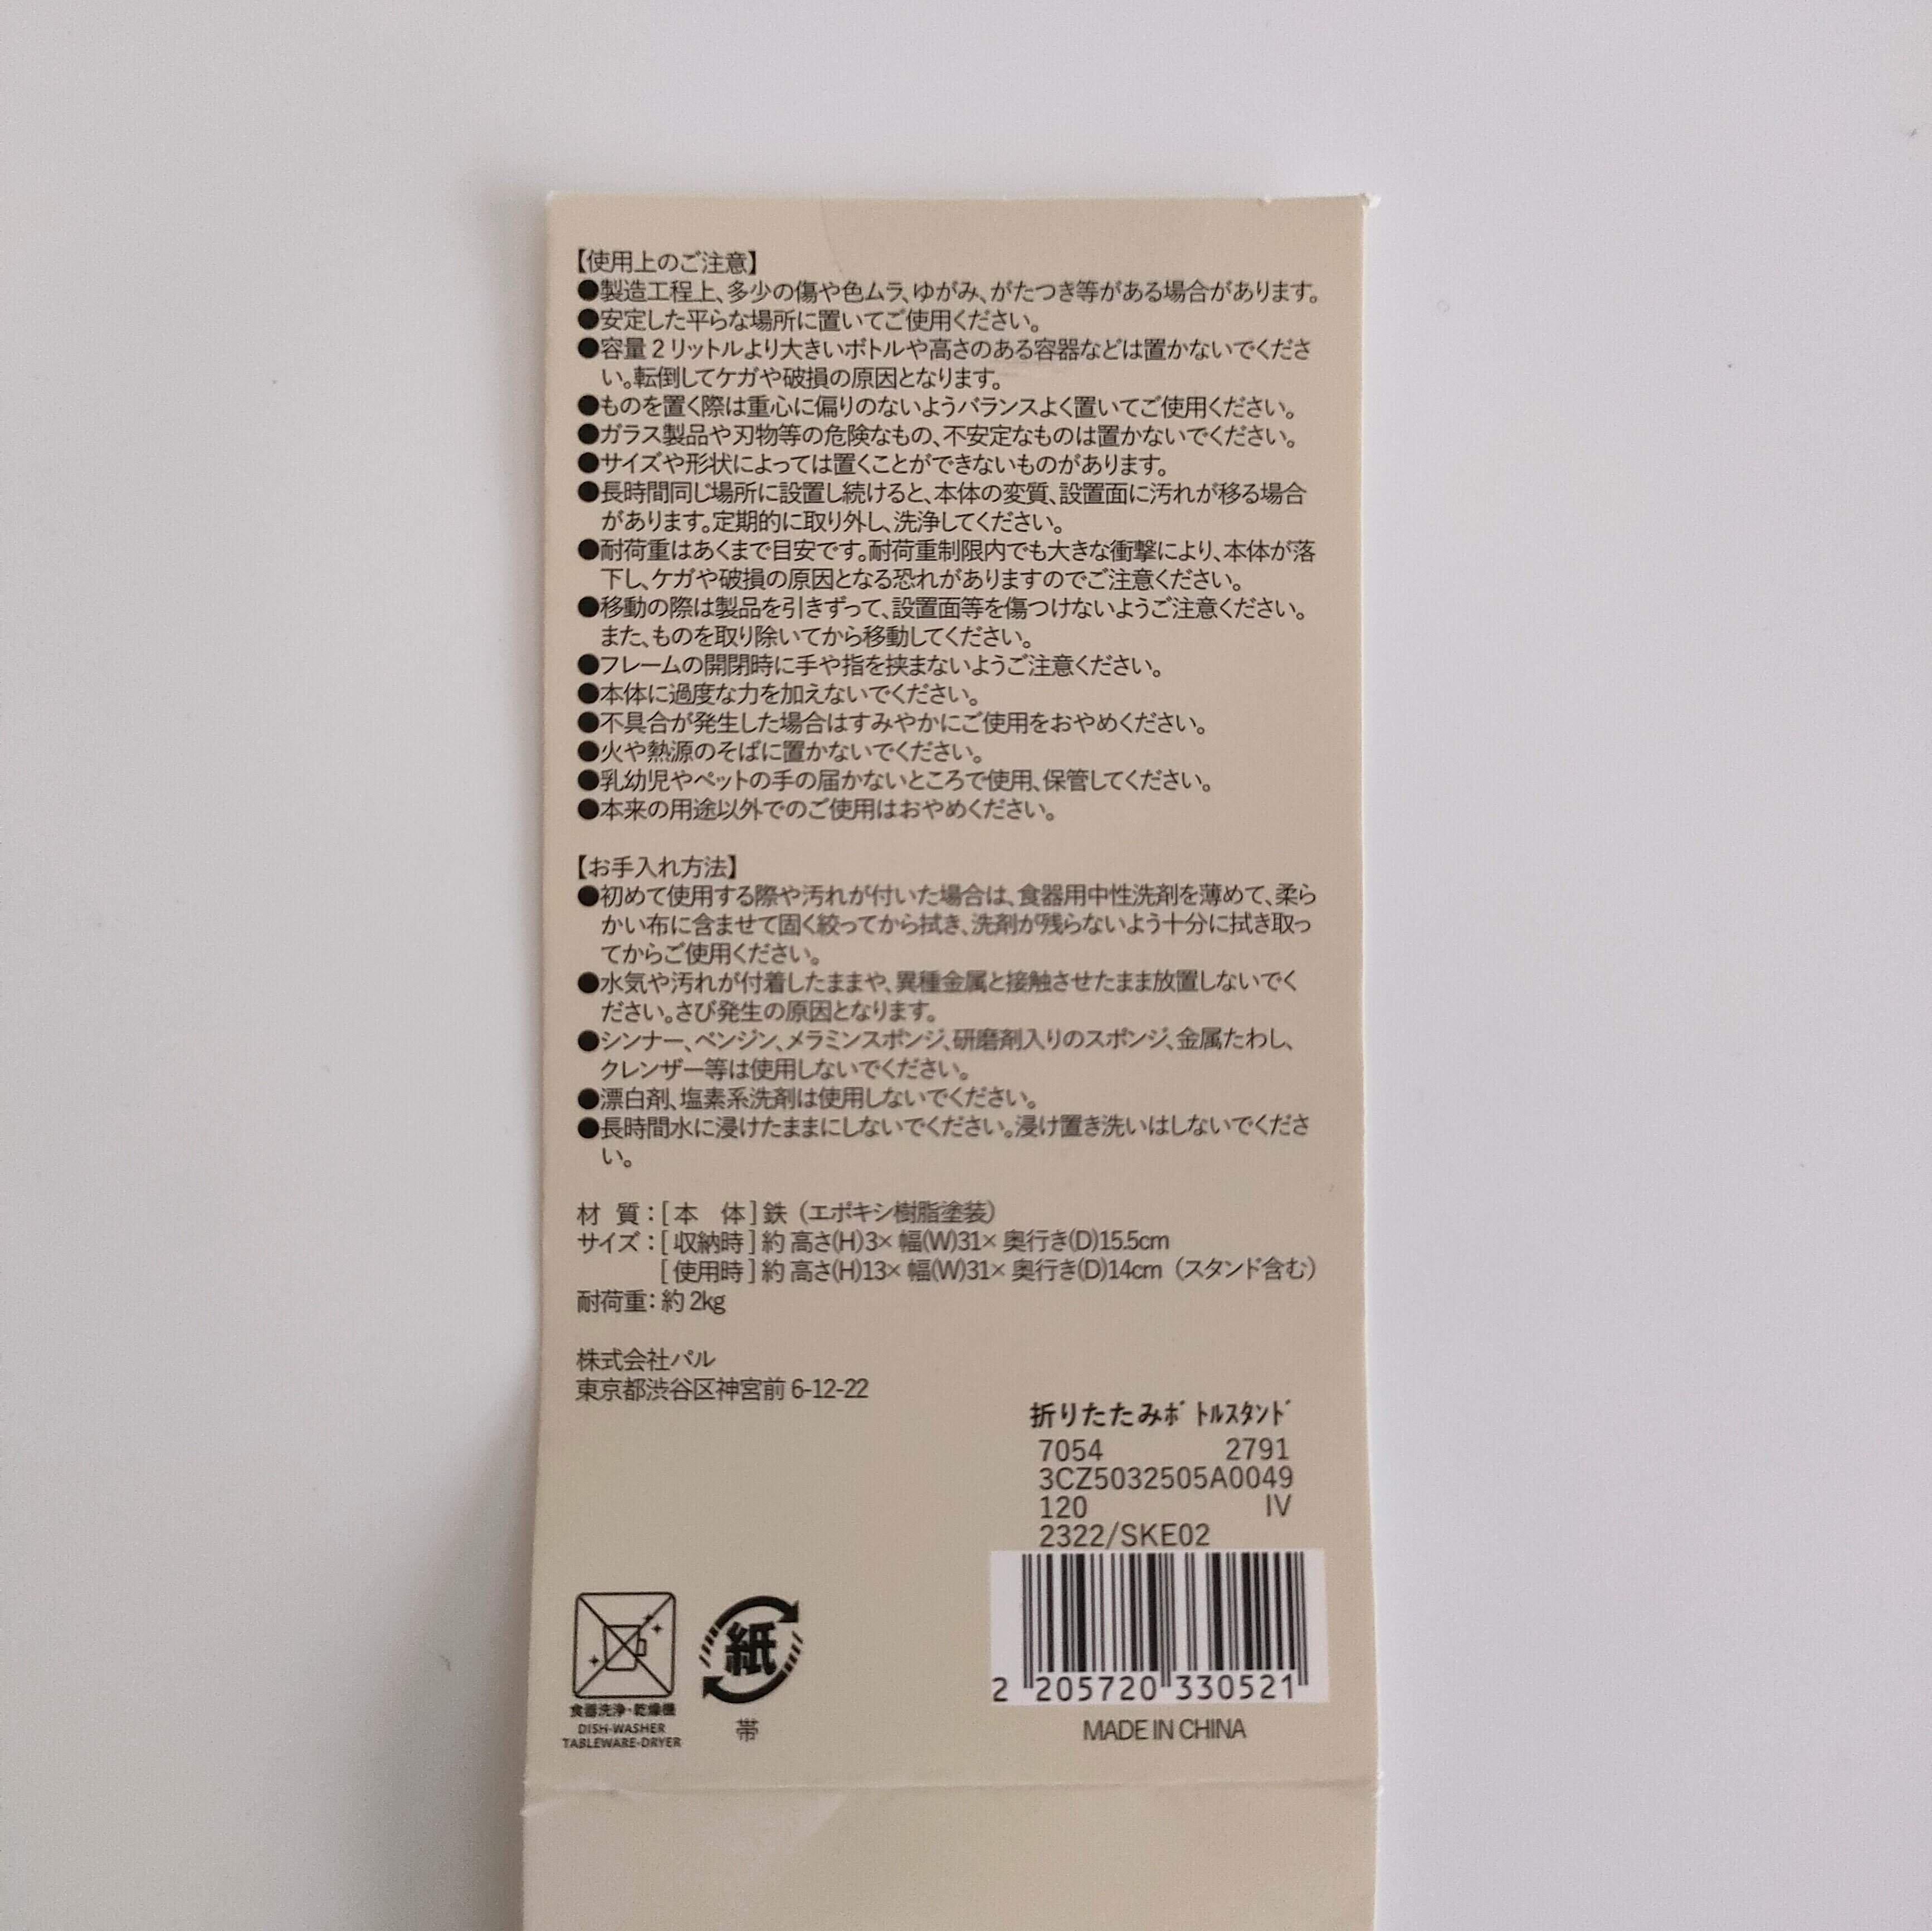 【使用上のご注意】
●製造工程上、多少の傷や色ムラ、ゆがみ、がたつき等がある場合があります。
●安定した平らな場所に置いてご使用ください。
●容量2リットルより大きいボトルや高さのある容器などは置かないでくださ
い。転倒してケガや破損の原因となります。
●ものを置く際は重心に偏りのないようバランスよく置いてご使用ください。
●ガラス製品や刃物等の危険なもの、不安定なものは置かないでください。
●サイズや形状によっては置くことができないものがあります。
●長時間同じ場所に設置し続けると、本体の変質、設置面に汚れが移る場合
があります。定期的に取り外し、洗浄してください。
●耐荷重はあくまで目安です。耐荷重制限内でも大きな衝撃により、本体が落
下し、ケガや破損の原因となる恐れがありますのでご注意ください。
●移動の際は製品を引きずって、設置面等を傷つけないようご注意ください。
また、ものを取り除いてから移動してください。
●フレームの開閉時に手や指を挟まないようご注意ください。
●本体に過度な力を加えないでください。
●不具合が発生した場合はすみやかにご使用をおやめください。
●火や熱源のそばに置かないでください。
●乳幼児やペットの手の届かないところで使用、保管してください。
●本来の用途以外でのご使用はおやめください。
【お手入れ方法】
●初めて使用する際や汚れが付いた場合は、食器用中性洗剤を薄めて、柔ら
かい布に含ませて固く絞ってから拭き、洗剤が残らないよう十分に拭き取っ
てからご使用ください。
●水気や汚れが付着したままや、異種金属と接触させたまま放置しないでく
ださい。さび発生の原因となります。
●シンナー、ベンジン、メラミンスポンジ、研磨剤入りのスポンジ、金属たわし、
クレンザー等は使用しないでください。
●漂白剤、塩素系洗剤は使用しないでください。
●長時間水に浸けたままにしないでください。浸け置き洗いはしないでくださ
い。
材 質：[本 体]鉄（エポキシ樹脂塗装）
サイズ：[収納時]約 高さ(H)3× 幅(W)31× 奥行き(D)15.5cm
[使用時]約 高さ(H)13× 幅(W)31× 奥行き(D)14cm（スタンド含む）
耐荷重：約2kg
株式会社パル
東京都渋谷区神宮前6-12-22
折りたたみﾎﾞﾄﾙｽﾀﾝﾄﾞ
7054 2791
3CZ5032505A0049
120 IV
2322/SKE02
2 205720 330521
MADE IN CHINA
食器洗浄・乾燥機
DISH-WASHER
TABLEWARE-DRYER
紙
帯